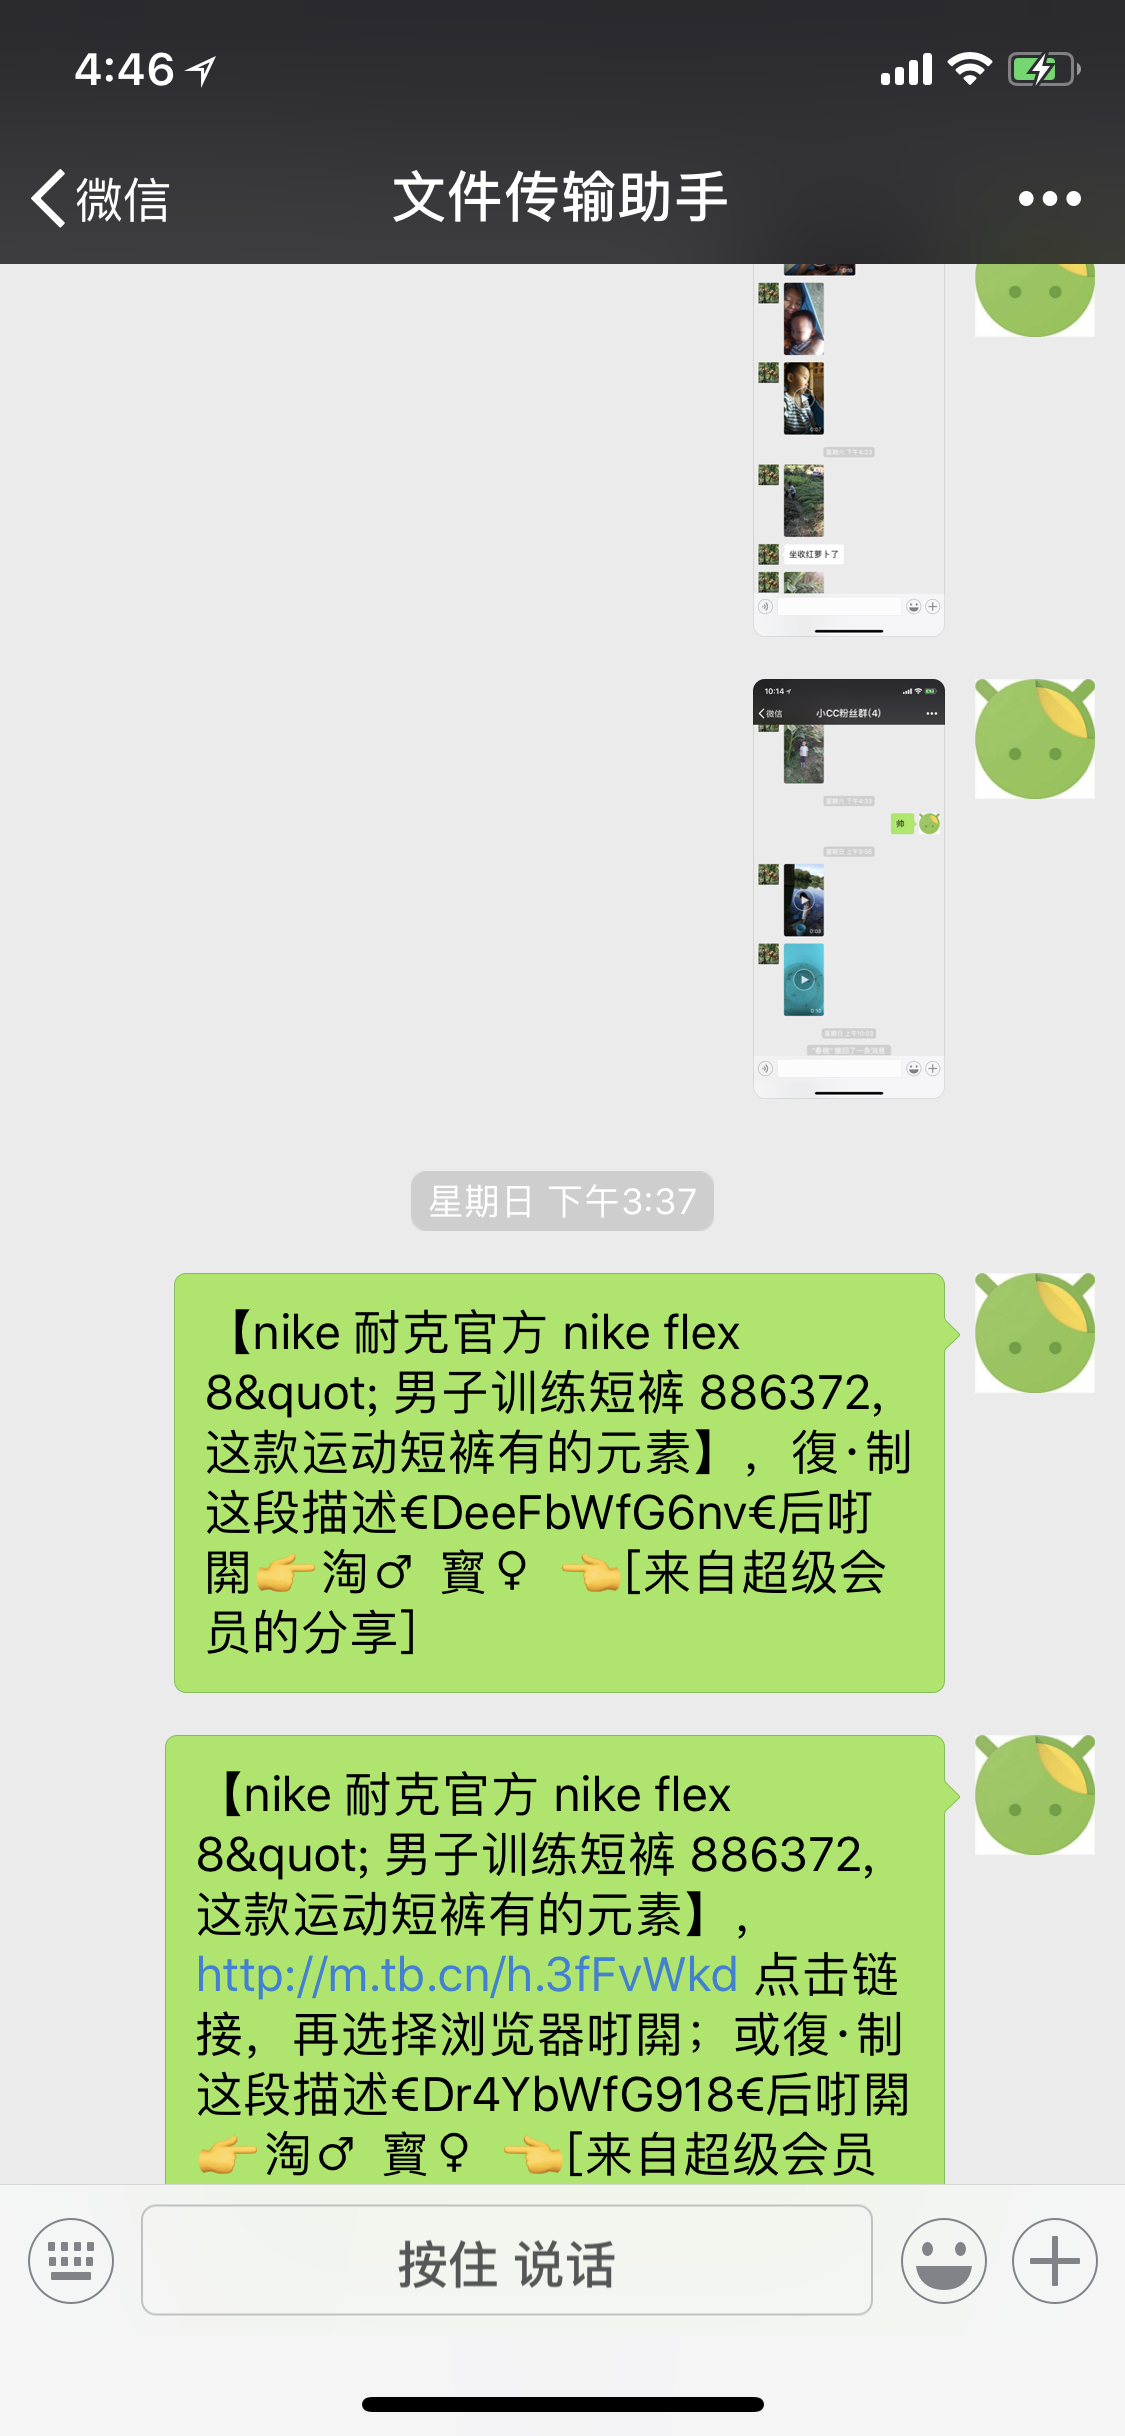 4:46
微信
文件传输助手
坐收红萝卜了
10:14
微信
小CC粉丝群(4)
帅
0:03
星期日 下午3:37
【nike 耐克官方 nike flex
8&quot; 男子训练短裤 886372,
这款运动短裤有的元素】，復·制
这段描述€DeeFbWfG6nv€后咑
閞👉淘♂ 寳♀ 👈[来自超级会
员的分享]
【nike 耐克官方 nike flex
8&quot; 男子训练短裤 886372,
这款运动短裤有的元素】，
http://m.tb.cn/h.3fFvWkd 点击链
接，再选择浏览器咑閞；或復·制
这段描述€Dr4YbWfG918€后咑閞
👉淘♂ 寳♀ 👈[来自超级会员
按住 说话